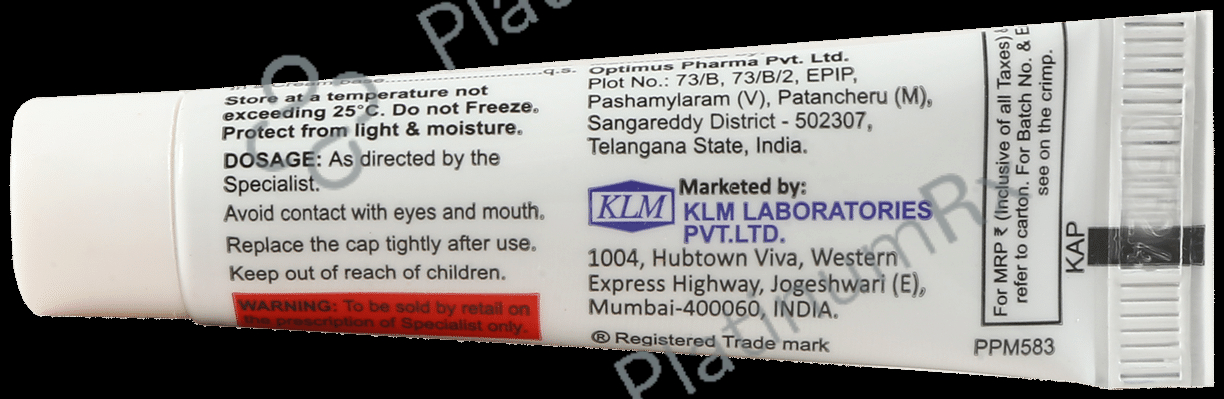 q.s.
Store at a temperature not
exceeding 25°C. Do not Freeze.
Protect from light & moisture.
DOSAGE: As directed by the
Specialist.
Avoid contact with eyes and mouth.
Replace the cap tightly after use.
Keep out of reach of children.
WARNING: To be sold by retail on
the prescription of Specialist only.
Optimus Pharma Pvt. Ltd.
Plot No.: 73/B, 73/B/2, EPIP,
Pashamylaram (V), Patancheru (M),
Sangareddy District - 502307,
Telangana State, India.
KLM
Marketed by:
KLM LABORATORIES
PVT.LTD.
1004, Hubtown Viva, Western
Express Highway, Jogeshwari (E),
Mumbai-400060, INDIA.
® Registered Trade mark
For MRP ₹ (Inclusive of all Taxes)
refer to carton. For Batch No. &
see on the crimp.
KAP
PPM583
Platinum
PlatinumRx